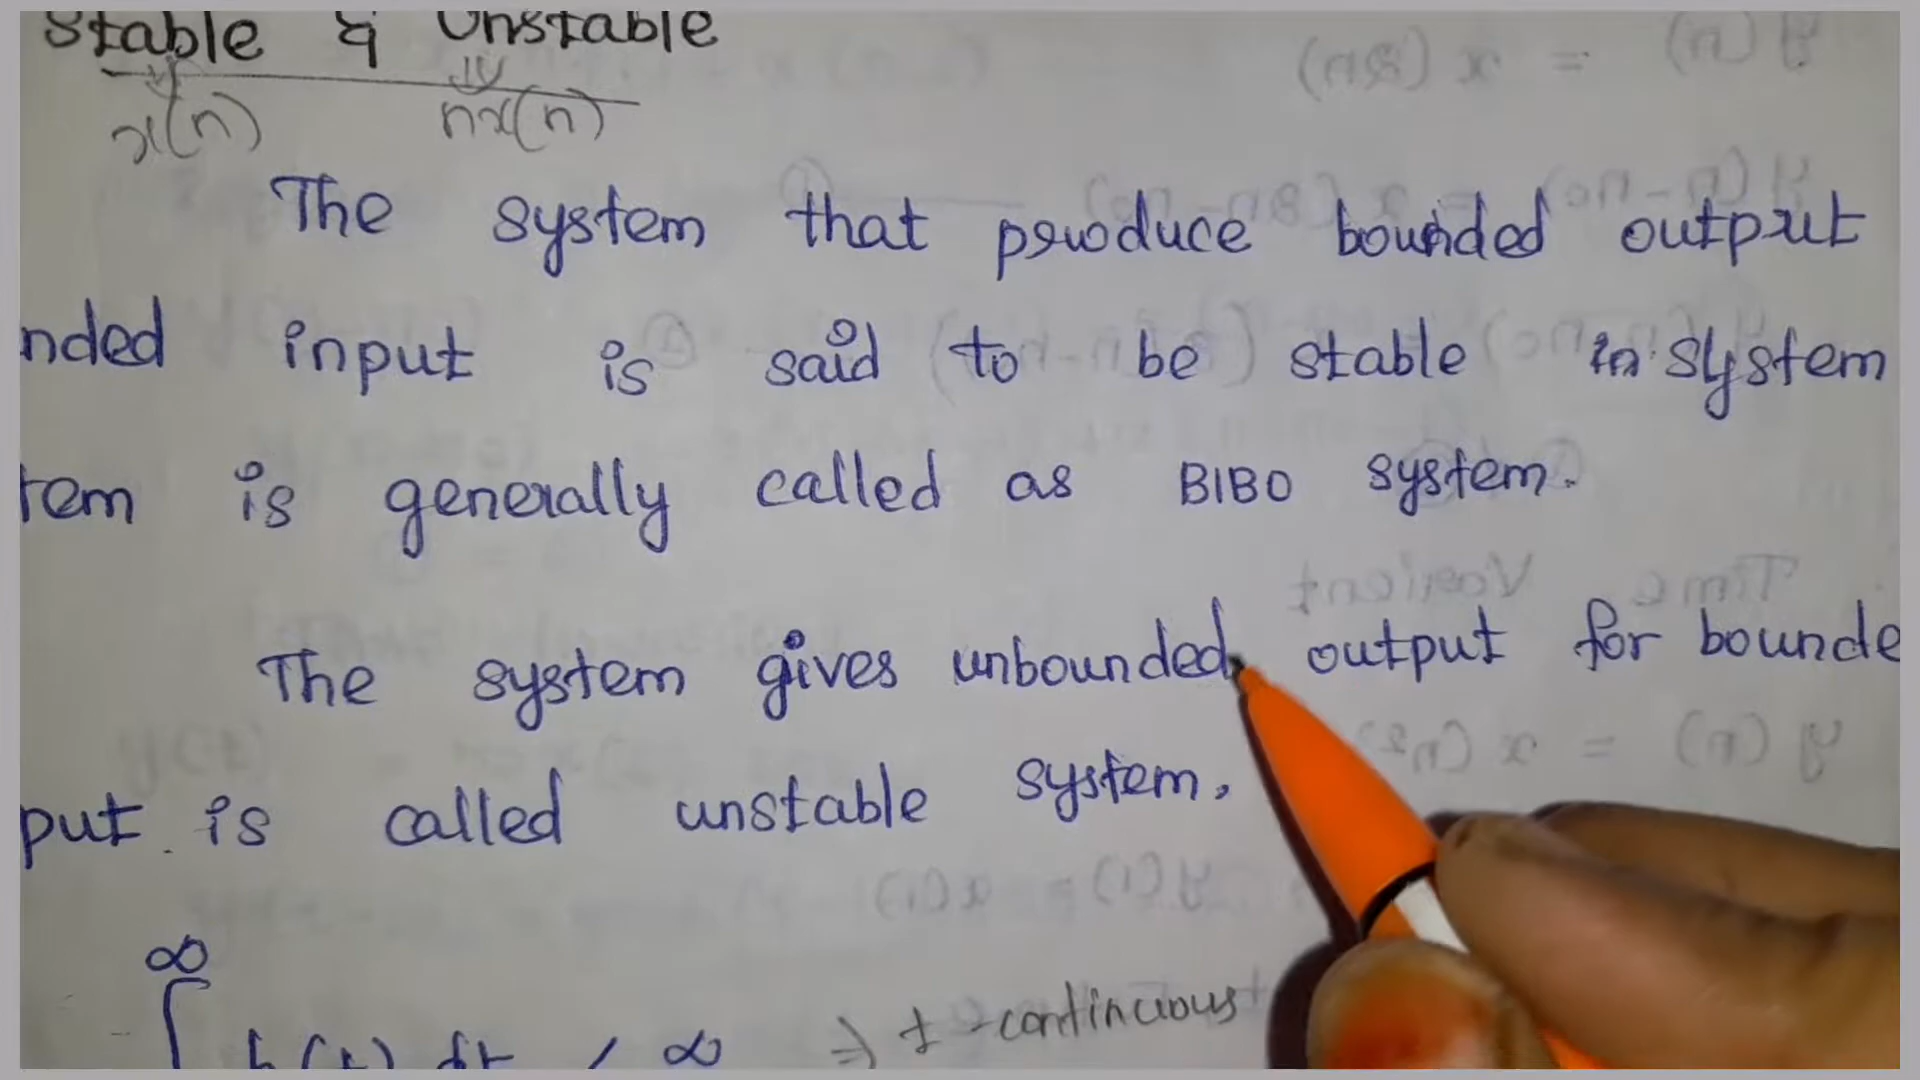 Stable & Unstable
x(n) nx(n)
The system that produce bounded output
nded input is said to be stable in system
tem is generally called as BIBO system.
The system gives unbounded output for bounde
put is called unstable system.
∞
∫ h(t) dt < ∞ ⇒ t - continuous